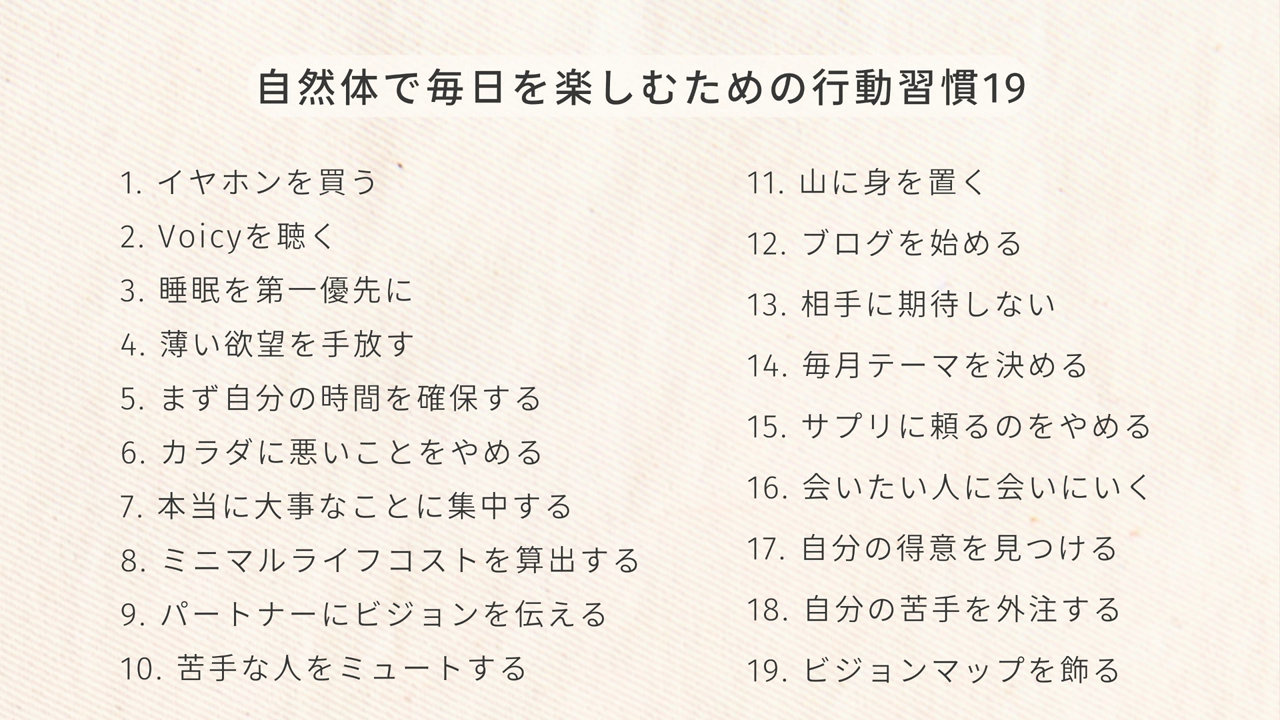 自然体で毎日を楽しむための行動習慣19
1. イヤホンを買う
2. Voicyを聴く
3. 睡眠を第一優先に
4. 薄い欲望を手放す
5. まず自分の時間を確保する
6. カラダに悪いことをやめる
7. 本当に大事なことに集中する
8. ミニマルライフコストを算出する
9. パートナーにビジョンを伝える
10. 苦手な人をミュートする
11. 山に身を置く
12. ブログを始める
13. 相手に期待しない
14. 毎月テーマを決める
15. サプリに頼るのをやめる
16. 会いたい人に会いにいく
17. 自分の得意を見つける
18. 自分の苦手を外注する
19. ビジョンマップを飾る